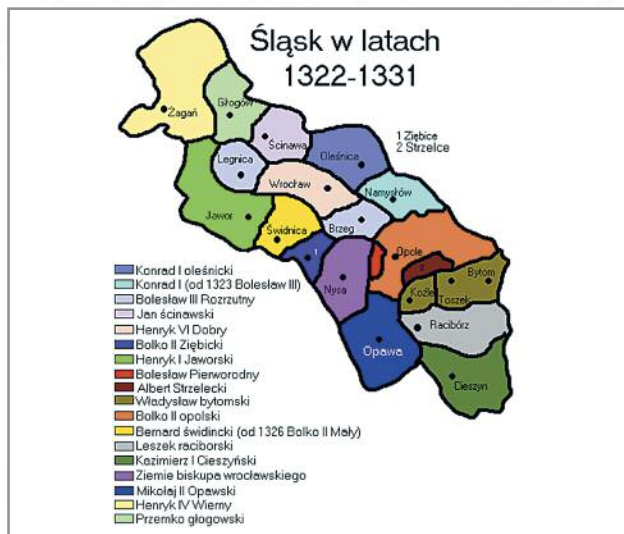 Śląsk w latach
1322-1331
1 Ziębice
2 Strzelce
Żagań
Głogów
Ścinawa
Oleśnica
Legnica
Wrocław
Namysłów
Jawor
Świdnica
Brzeg
1
Opole
Nysa
2
Bytom
Koźle
Toszek
Racibórz
Opawa
Cieszyn
Konrad I oleśnicki
Konrad I (od 1323 Bolesław III)
Bolesław III Rozrzutny
Jan ścinawski
Henryk VI Dobry
Bolko II Ziębicki
Henryk I Jaworski
Bolesław Pierworodny
Albert Strzelecki
Władysław bytomski
Bolko II opolski
Bernard świdincki (od 1326 Bolko II Mały)
Leszek raciborski
Kazimierz I Cieszyński
Ziemie biskupa wrocławskiego
Mikołaj II Opawski
Henryk IV Wierny
Przemko głogowski